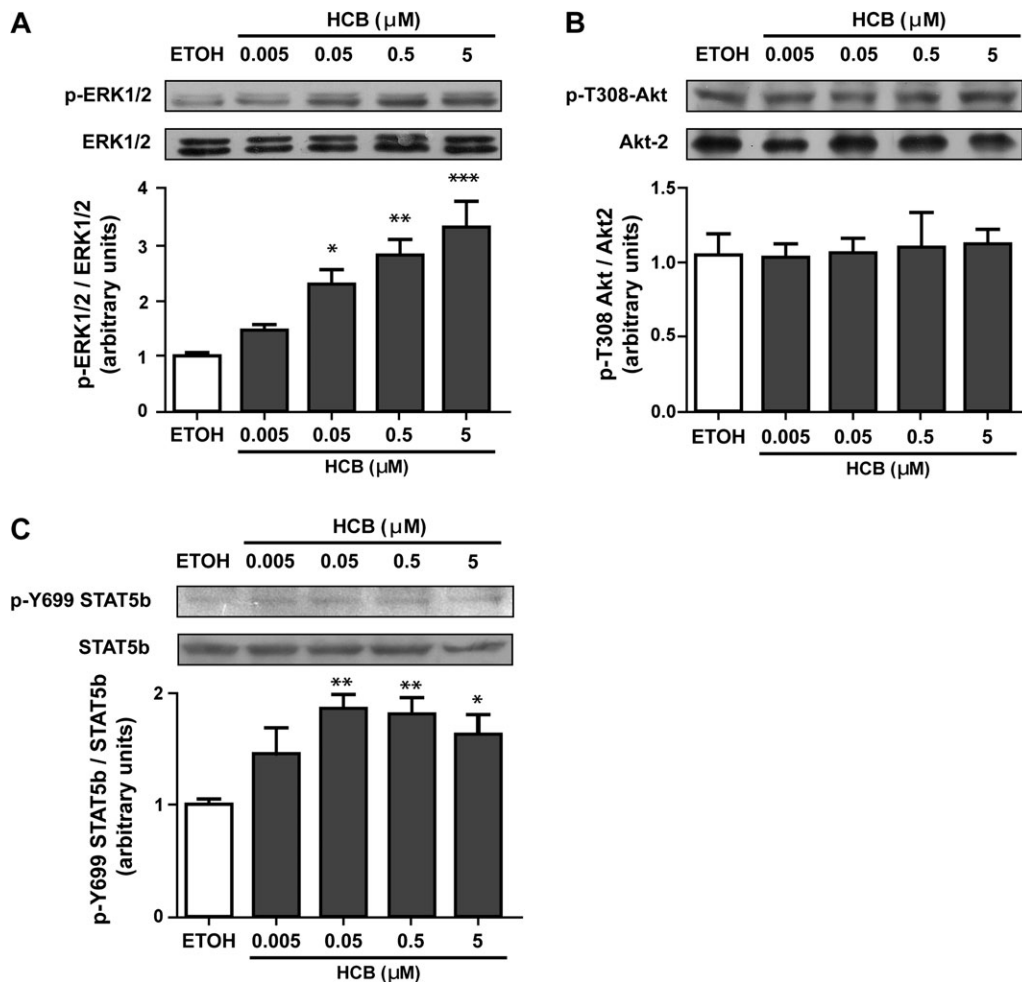 A
HCB (µM)
ETOH 0.005 0.05 0.5 5
p-ERK1/2
ERK1/2
p-ERK1/2 / ERK1/2
(arbitrary units)
4
3
2
1
0
*
**
***
ETOH 0.005 0.05 0.5 5
HCB (µM)
B
HCB (µM)
ETOH 0.005 0.05 0.5 5
p-T308-Akt
Akt-2
p-T308 Akt / Akt2
(arbitrary units)
1.5
1.0
0.5
0.0
ETOH 0.005 0.05 0.5 5
HCB (µM)
C
HCB (µM)
ETOH 0.005 0.05 0.5 5
p-Y699 STAT5b
STAT5b
p-Y699 STAT5b / STAT5b
(arbitrary units)
2
1
0
**
**
*
ETOH 0.005 0.05 0.5 5
HCB (µM)